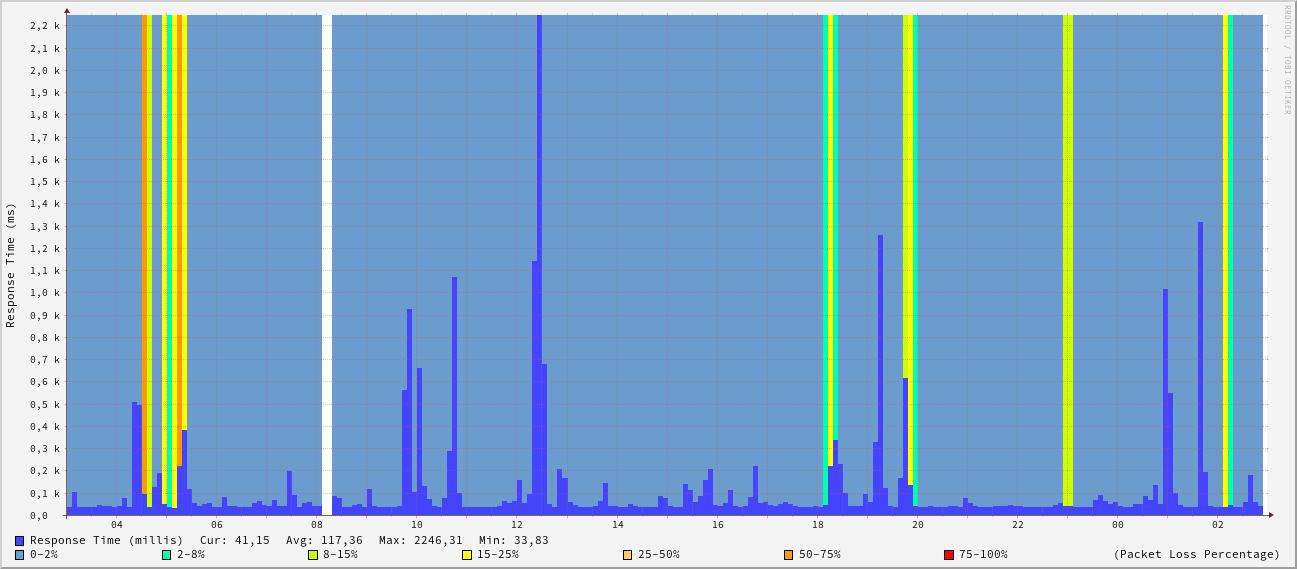 RRDTOOL / TOBI OETIKER
Response Time (ms)
2,2 k
2,1 k
2,0 k
1,9 k
1,8 k
1,7 k
1,6 k
1,5 k
1,4 k
1,3 k
1,2 k
1,1 k
1,0 k
0,9 k
0,8 k
0,7 k
0,6 k
0,5 k
0,4 k
0,3 k
0,2 k
0,1 k
0,0
04 06 08 10 12 14 16 18 20 22 00 02
Response Time (millis) Cur: 41,15 Avg: 117,36 Max: 2246,31 Min: 33,83
0-2% 2-8% 8-15% 15-25% 25-50% 50-75% 75-100% (Packet Loss Percentage)